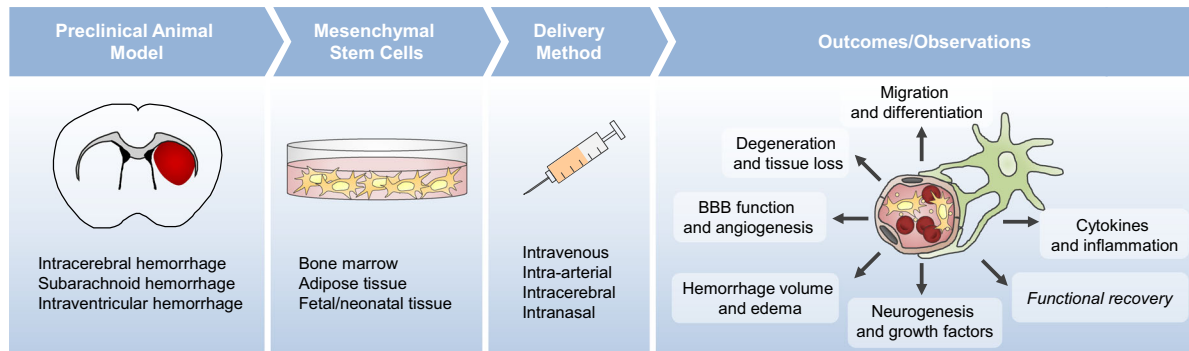 Preclinical Animal
Model
Mesenchymal
Stem Cells
Delivery
Method
Outcomes/Observations
Intracerebral hemorrhage
Subarachnoid hemorrhage
Intraventricular hemorrhage
Bone marrow
Adipose tissue
Fetal/neonatal tissue
Intravenous
Intra-arterial
Intracerebral
Intranasal
Migration
and differentiation
Degeneration
and tissue loss
BBB function
and angiogenesis
Hemorrhage volume
and edema
Neurogenesis
and growth factors
Cytokines
and inflammation
Functional recovery